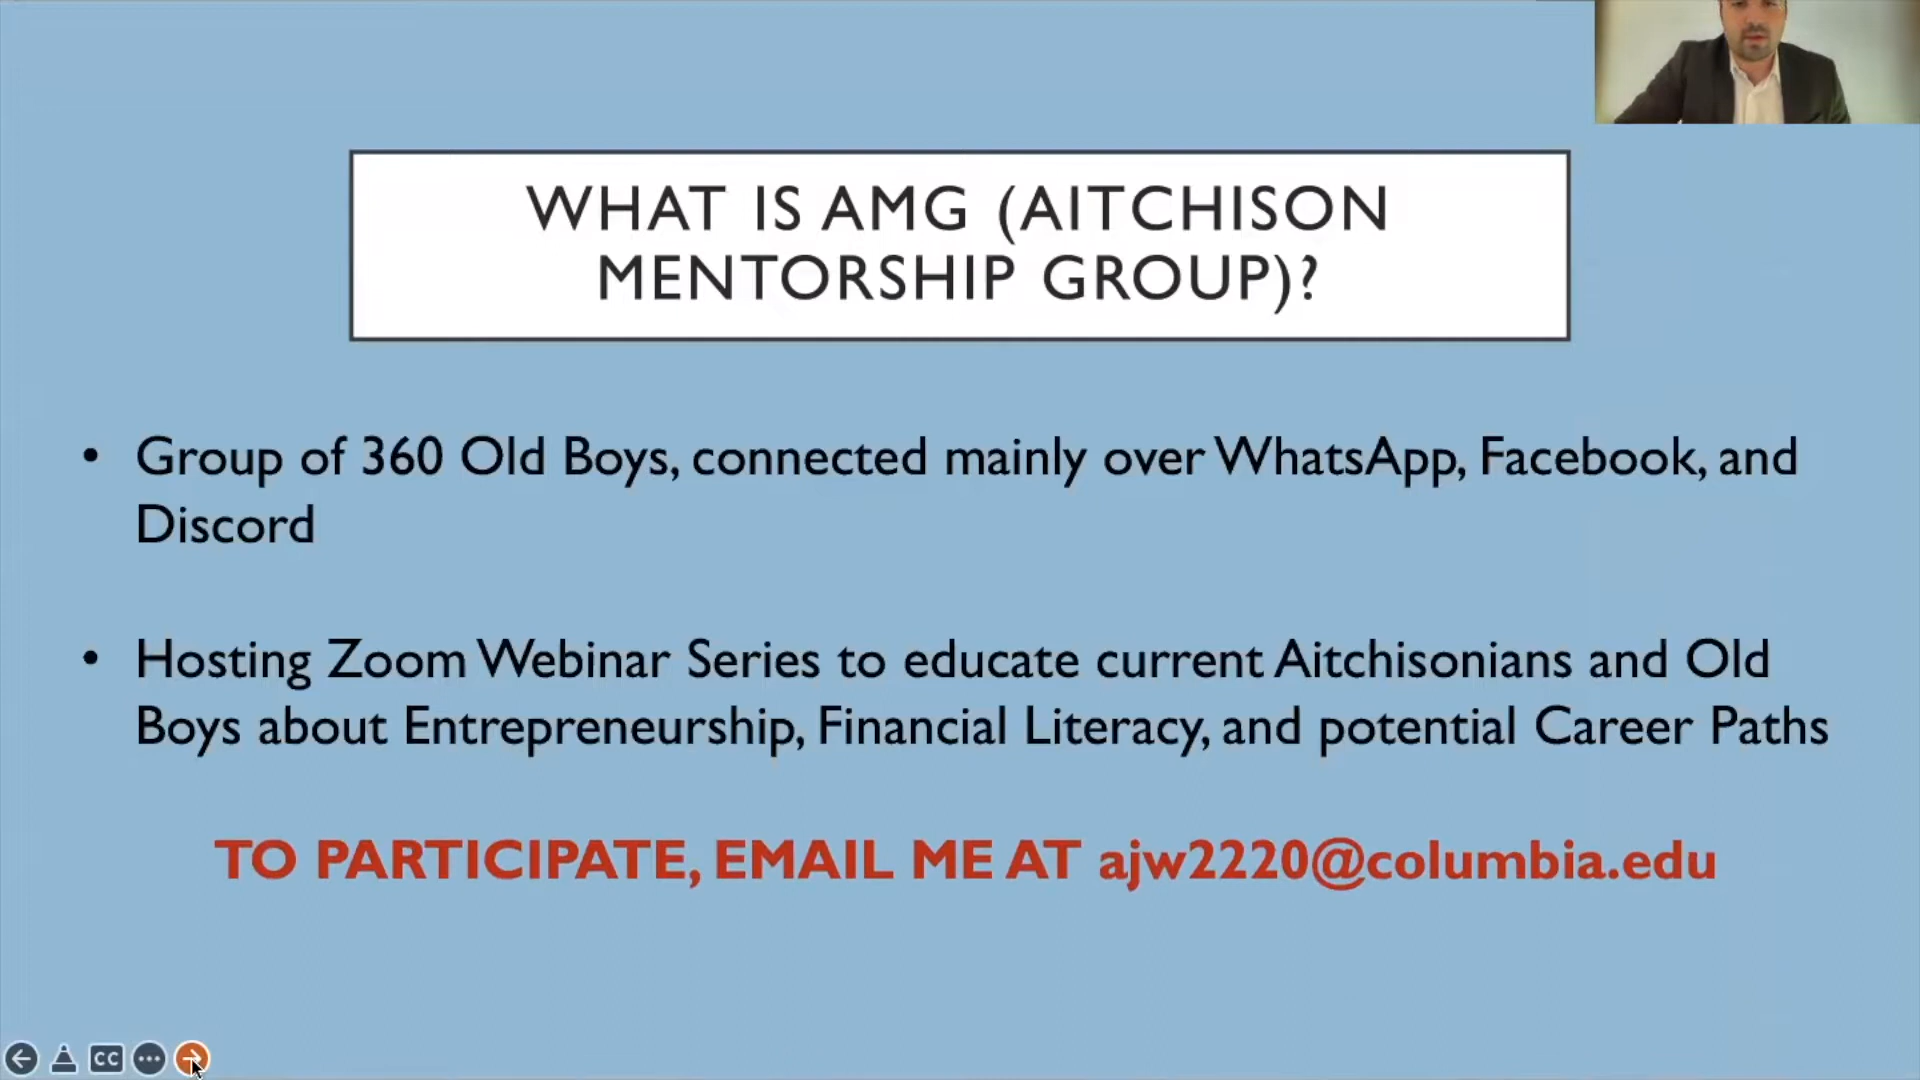 WHAT IS AMG (AITCHISON
MENTORSHIP GROUP)?
• Group of 360 Old Boys, connected mainly over WhatsApp, Facebook, and
Discord
• Hosting Zoom Webinar Series to educate current Aitchisonians and Old
Boys about Entrepreneurship, Financial Literacy, and potential Career Paths
TO PARTICIPATE, EMAIL ME AT ajw2220@columbia.edu
CC